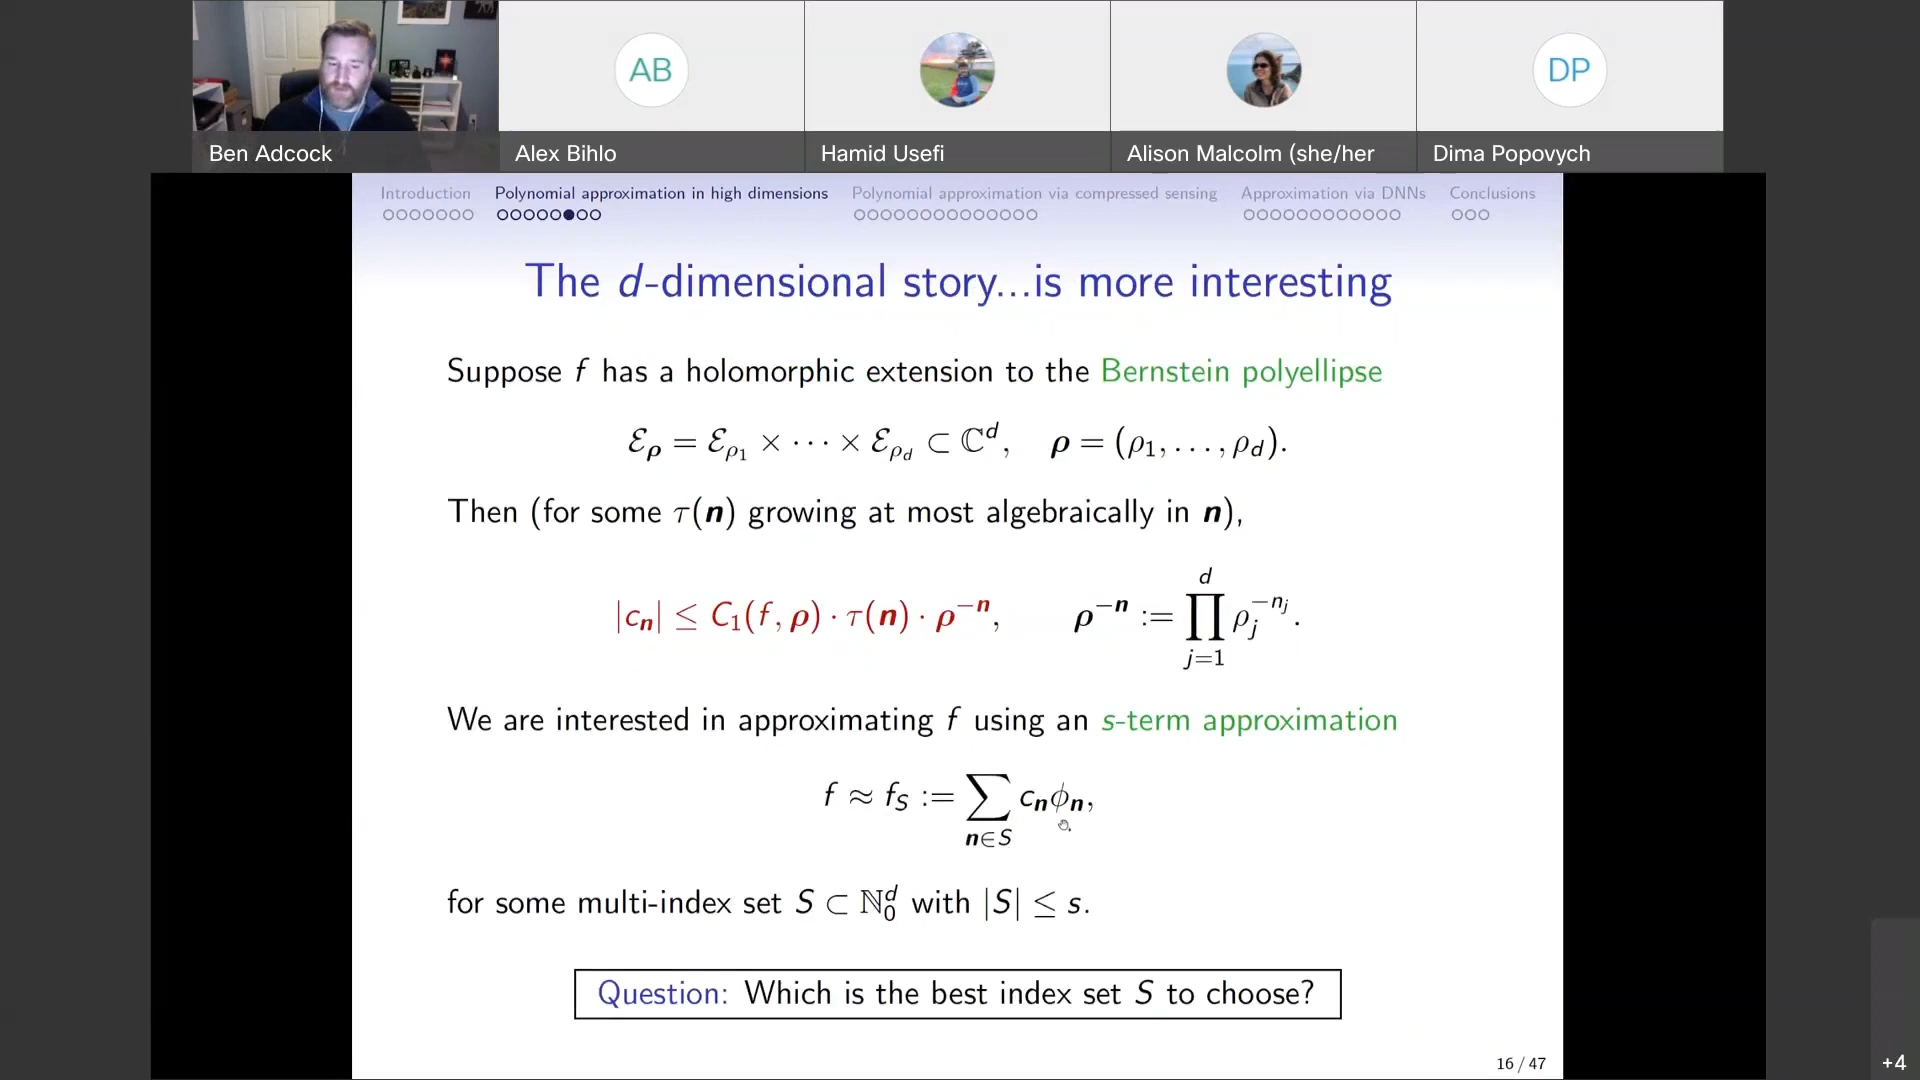 AB
DP
Ben Adcock
Alex Bihlo
Hamid Usefi
Alison Malcolm (she/her
Dima Popovych
Introduction
Polynomial approximation in high dimensions
Polynomial approximation via compressed sensing
Approximation via DNNs
Conclusions
The d-dimensional story...is more interesting
Suppose f has a holomorphic extension to the Bernstein polyellipse
ℰ_ρ = ℰ_{ρ_1} × · · · × ℰ_{ρ_d} ⊂ ℂ^d, ρ = (ρ_1, . . . , ρ_d).
Then (for some τ(n) growing at most algebraically in n),
|c_n| ≤ C_1(f, ρ) · τ(n) · ρ^{−n}, ρ^{−n} := ∏_{j=1}^{d} ρ_j^{−n_j}.
We are interested in approximating f using an s-term approximation
f ≈ f_S := ∑_{n∈S} c_n ϕ_n,
for some multi-index set S ⊂ ℕ_0^d with |S| ≤ s.
Question: Which is the best index set S to choose?
16 / 47
+4